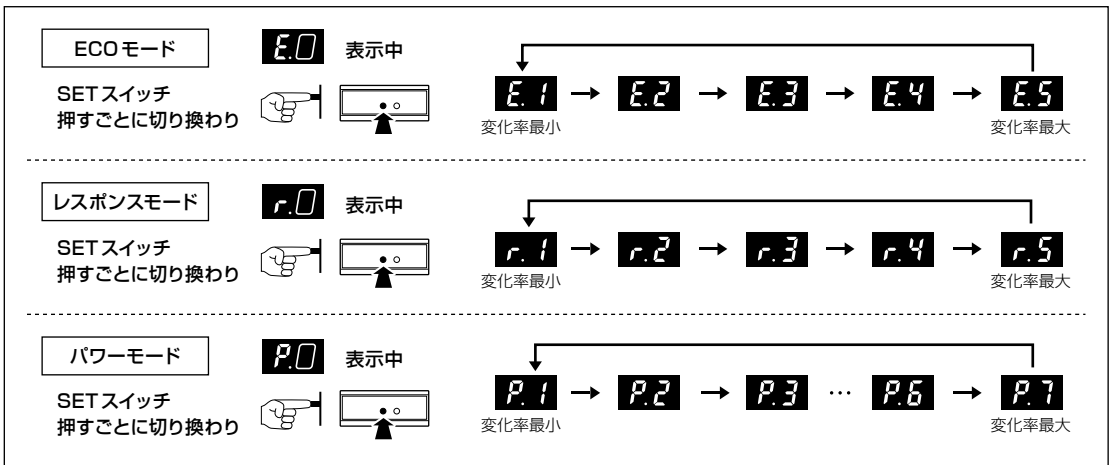 ECOモード E.0 表示中
SETスイッチ
押すごとに切り換わり
E.1 → E.2 → E.3 → E.4 → E.5
変化率最小 変化率最大
レスポンスモード r.0 表示中
SETスイッチ
押すごとに切り換わり
r.1 → r.2 → r.3 → r.4 → r.5
変化率最小 変化率最大
パワーモード P.0 表示中
SETスイッチ
押すごとに切り換わり
P.1 → P.2 → P.3 … P.6 → P.7
変化率最小 変化率最大